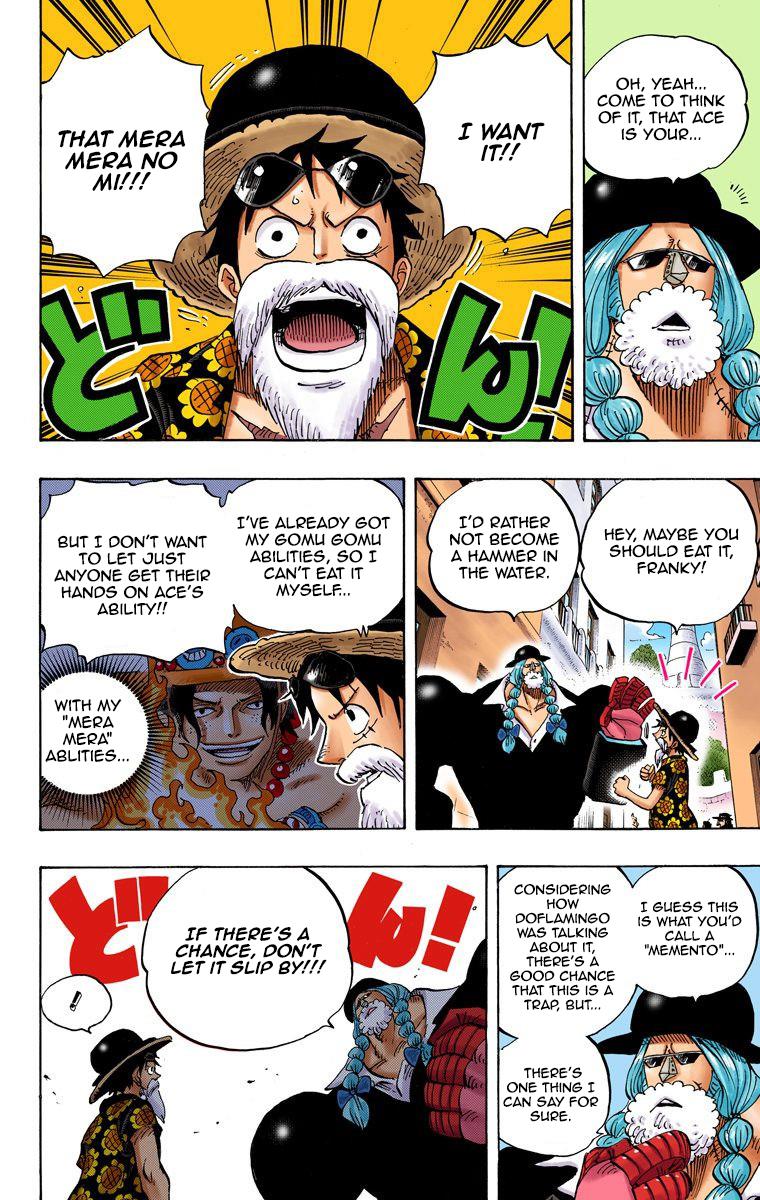 OH, YEAH...
COME TO THINK
OF IT, THAT ACE
IS YOUR...
I WANT
IT!!
THAT MERA
MERA NO
MI!!!
どん!
HEY, MAYBE YOU
SHOULD EAT IT,
FRANKY!
I'D RATHER
NOT BECOME
A HAMMER IN
THE WATER.
I'VE ALREADY GOT
MY GOMU GOMU
ABILITIES, SO I
CAN'T EAT IT
MYSELF...
BUT I DON'T WANT
TO LET JUST
ANYONE GET THEIR
HANDS ON ACE'S
ABILITY!!
WITH MY
"MERA
MERA"
ABLITIES...
I GUESS THIS
IS WHAT YOU'D
CALL A
"MEMENTO"...
CONSIDERING
HOW
DOFLAMINGO
WAS TALKING
ABOUT IT,
THERE'S A
GOOD CHANCE
THAT THIS IS A
TRAP, BUT...
THERE'S
ONE THING I
CAN SAY FOR
SURE.
IF THERE'S A
CHANCE, DON'T
LET IT SLIP BY!!!
どん!
!